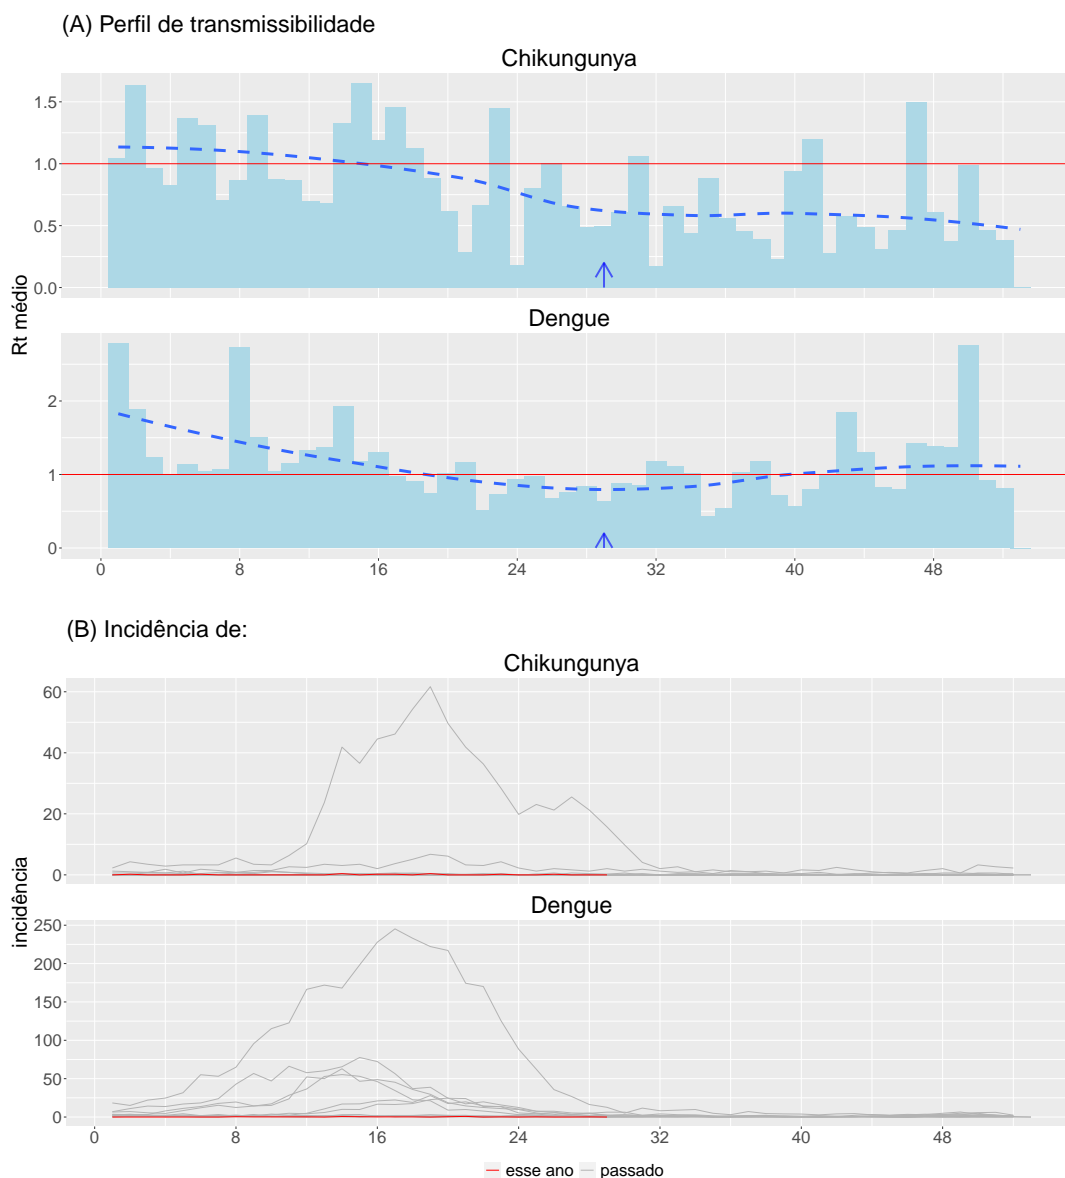 (A) Perfil de transmissibilidade
Chikungunya
1.5
1.0
0.5
0.0
Rt médio
Dengue
2
1
0
0 8 16 24 32 40 48
(B) Incidência de:
Chikungunya
60
40
20
0
incidência
Dengue
250
200
150
100
50
0
0 8 16 24 32 40 48
esse ano passado